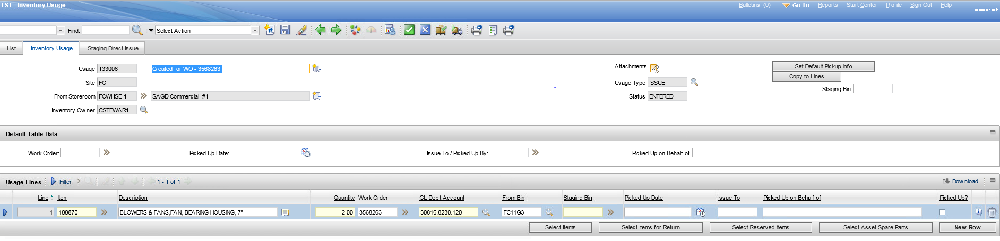 TST - Inventory Usage
Bulletins: (0) Go To Reports Start Center Profile Sign Out Help IBM.
Find: Select Action
List Inventory Usage Staging Direct Issue
Usage: 133006 Created for WO - 3568263. Attachments Set Default Pickup Info
Copy to Lines
Site: FC Usage Type: ISSUE
Staging Bin:
From Storeroom: FCWHSE-1 SAGD Commercial #1 Status: ENTERED
Inventory Owner: CSTEWAR1
Default Table Data
Work Order: Picked Up Date: Issue To / Picked Up By: Picked Up on Behalf of:
Usage Lines Filter 1 - 1 of 1 Download
Line Item Description Quantity Work Order GL Debit Account From Bin Staging Bin Picked Up Date Issue To Picked Up on Behalf of Picked Up?
1 100870 BLOWERS & FANS,FAN, BEARING HOUSING, 7" 2.00 3568263 30816.8230.120 FC11G3
Select Items Select Items for Return Select Reserved Items Select Asset Spare Parts New Row